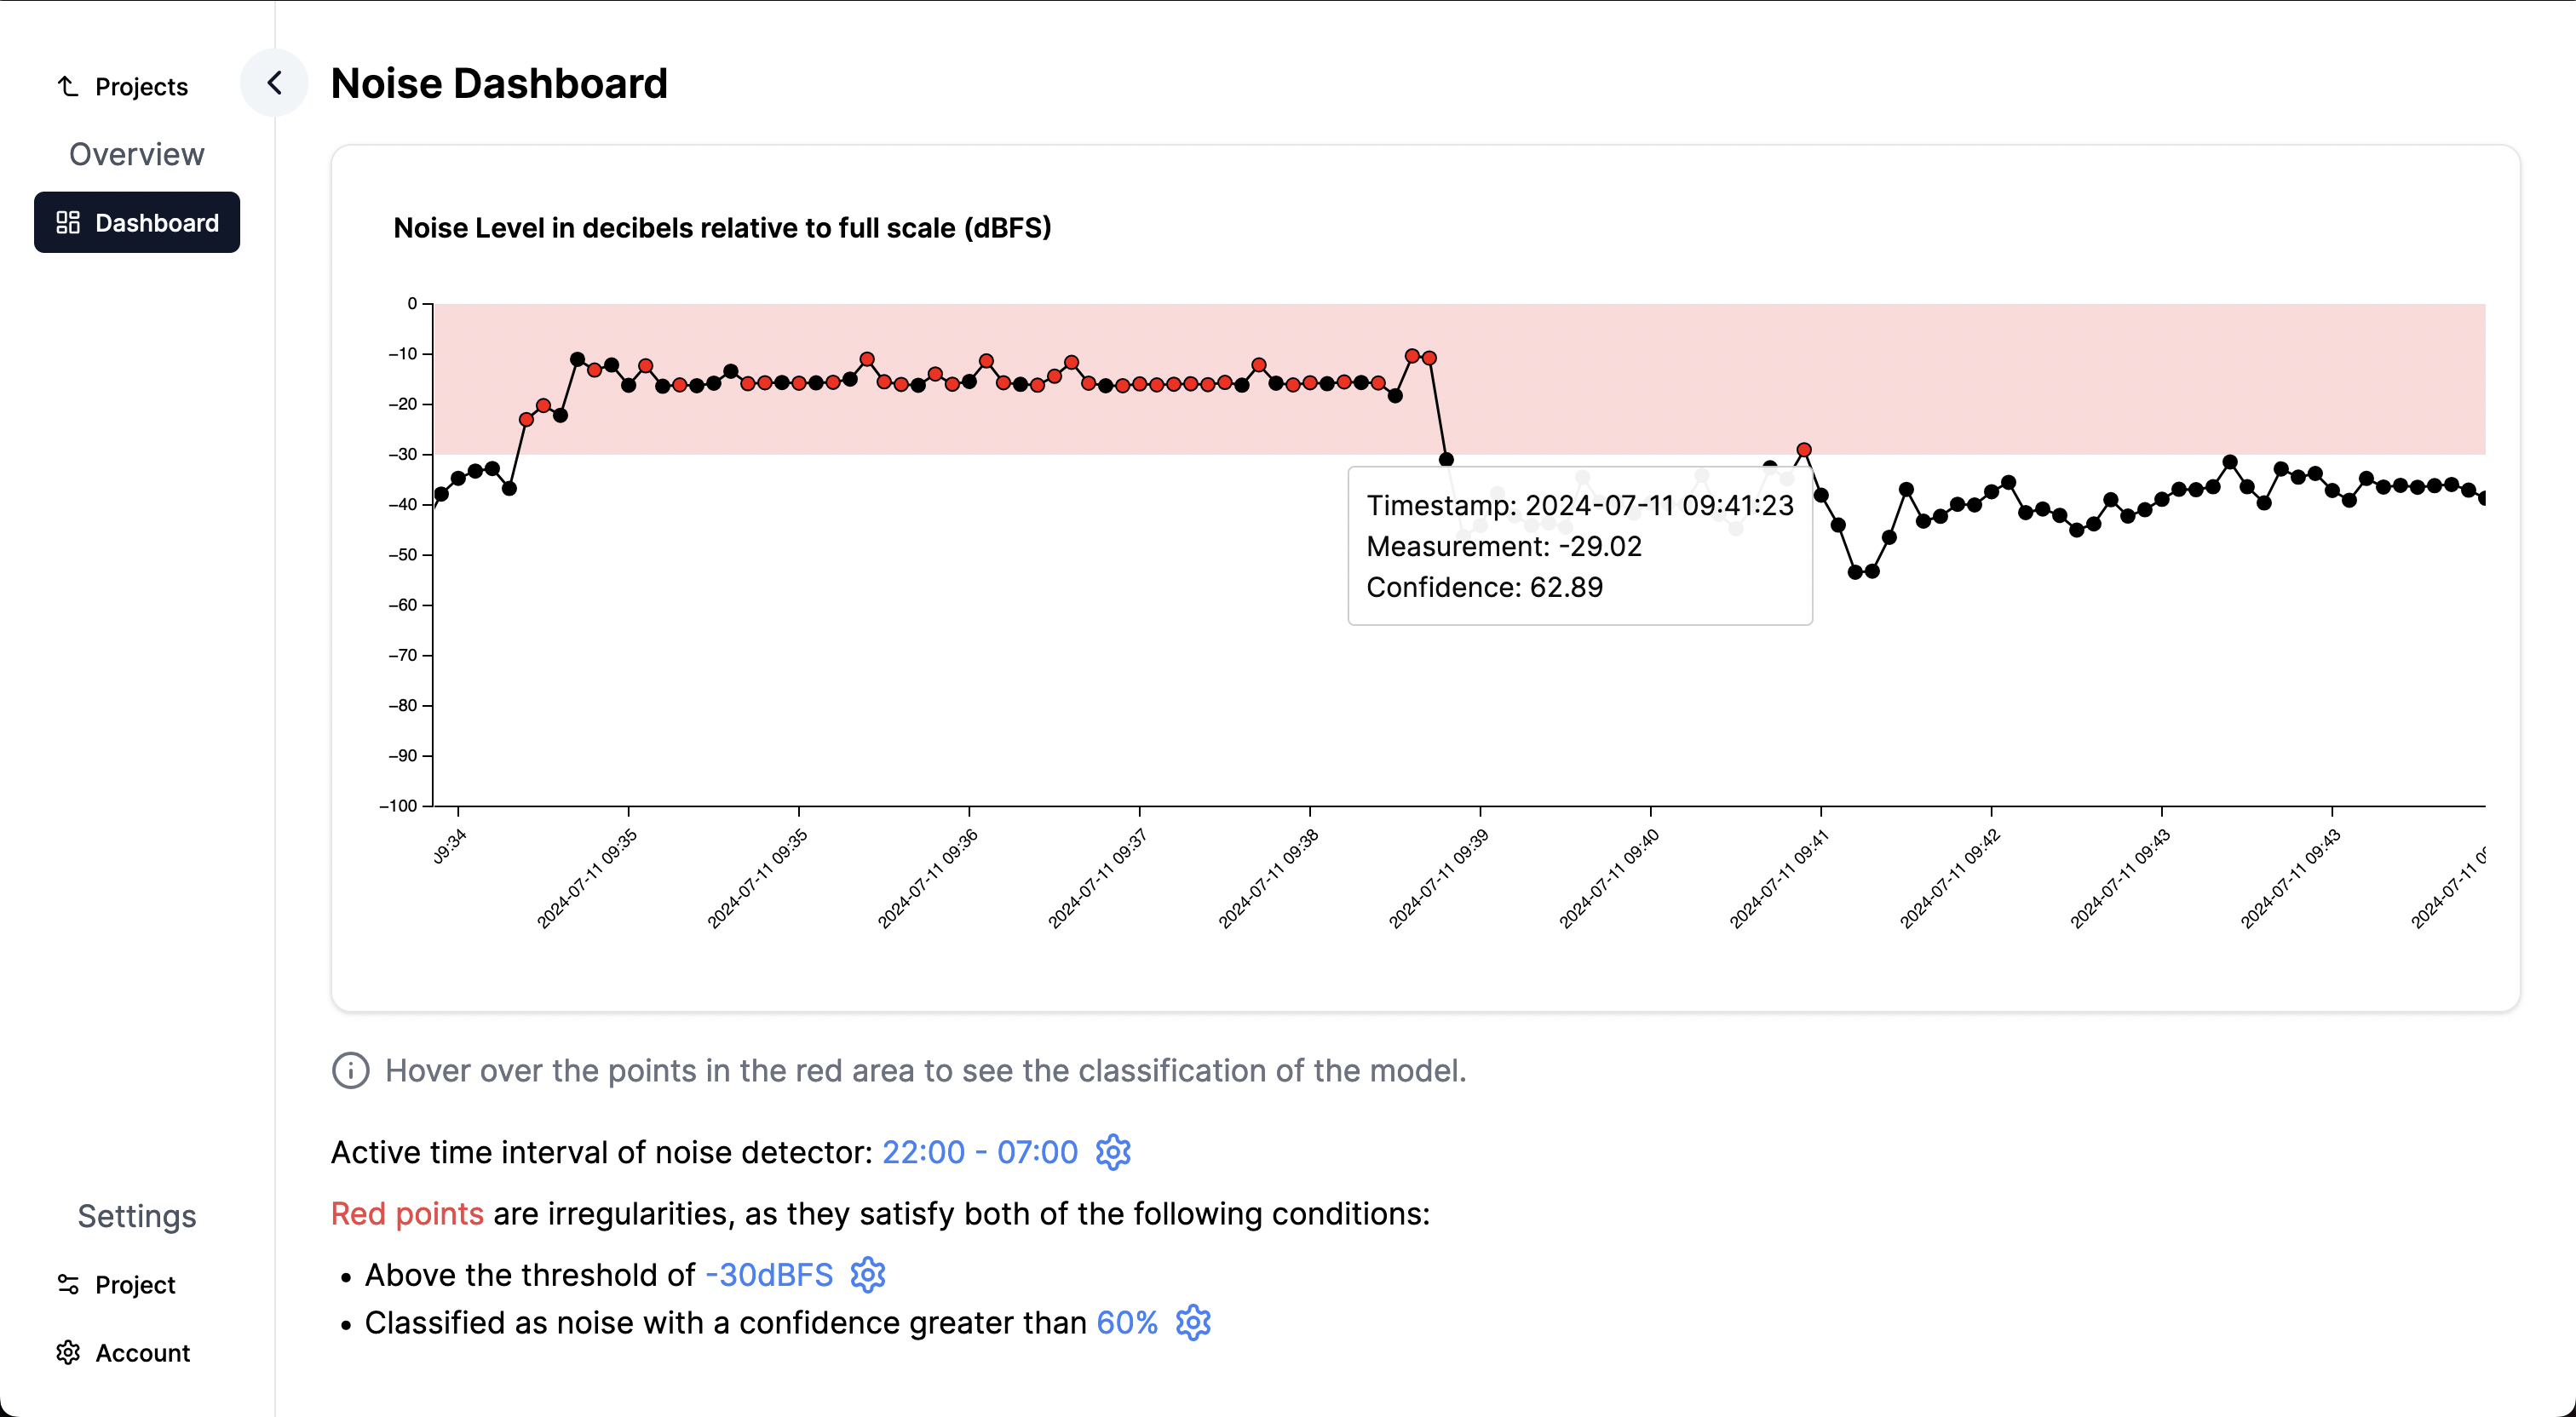 Projects
Overview
Dashboard
Settings
Project
Account
Noise Dashboard
Noise Level in decibels relative to full scale (dBFS)
0
−10
−20
−30
−40
−50
−60
−70
−80
−90
−100
Timestamp: 2024-07-11 09:41:23
Measurement: -29.02
Confidence: 62.89
09:34
2024-07-11 09:35
2024-07-11 09:35
2024-07-11 09:36
2024-07-11 09:37
2024-07-11 09:38
2024-07-11 09:39
2024-07-11 09:40
2024-07-11 09:41
2024-07-11 09:42
2024-07-11 09:43
2024-07-11 09:43
2024-07-11
Hover over the points in the red area to see the classification of the model.
Active time interval of noise detector: 22:00 - 07:00
Red points are irregularities, as they satisfy both of the following conditions:
• Above the threshold of -30dBFS
• Classified as noise with a confidence greater than 60%